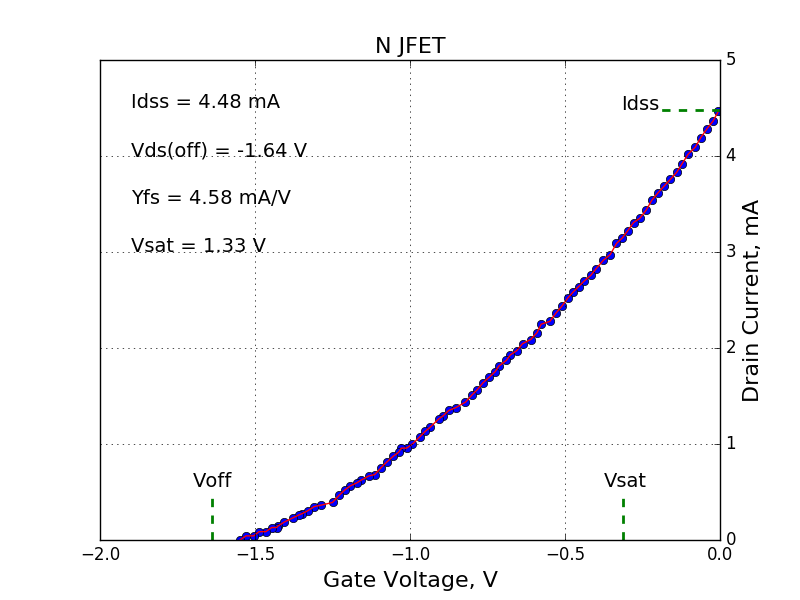 N JFET
Idss = 4.48 mA
Vds(off) = -1.64 V
Yfs = 4.58 mA/V
Vsat = 1.33 V
Idss
Voff
Vsat
5
4
3
2
1
0
Drain Current, mA
−2.0
−1.5
−1.0
−0.5
0.0
Gate Voltage, V